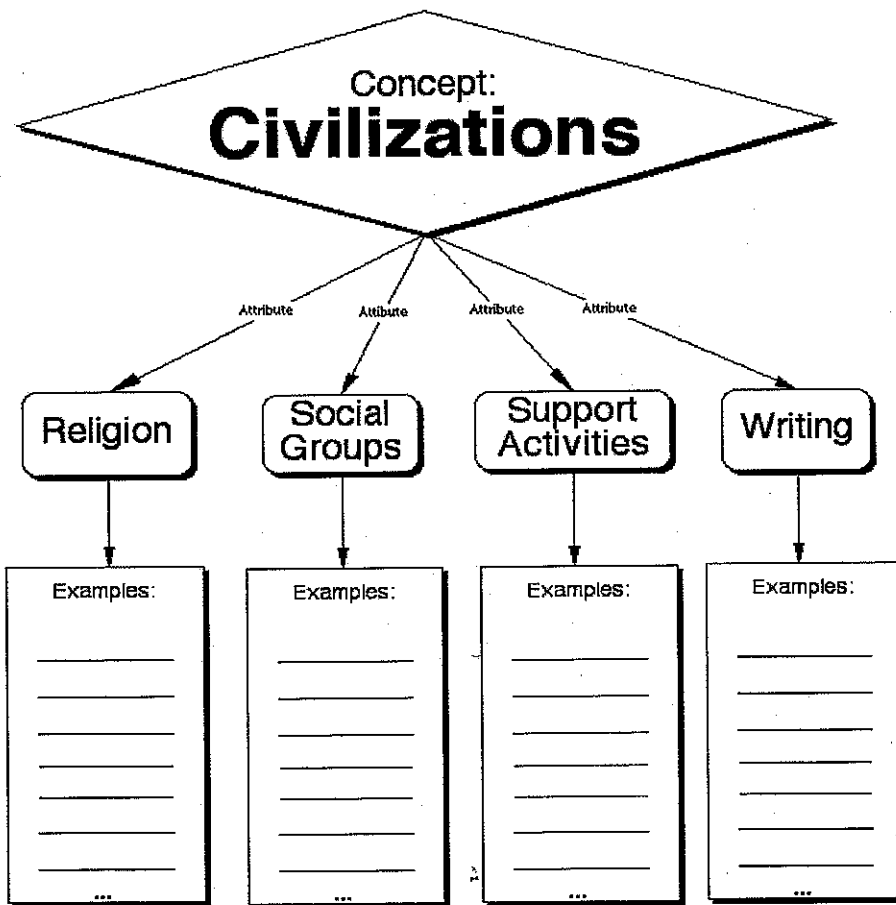 Concept:
Civilizations
Attribute
Attibute
Attribute
Attribute
Religion
Social
Groups
Support
Activities
Writing
Examples:
Examples:
Examples:
Examples:
...
...
...
...